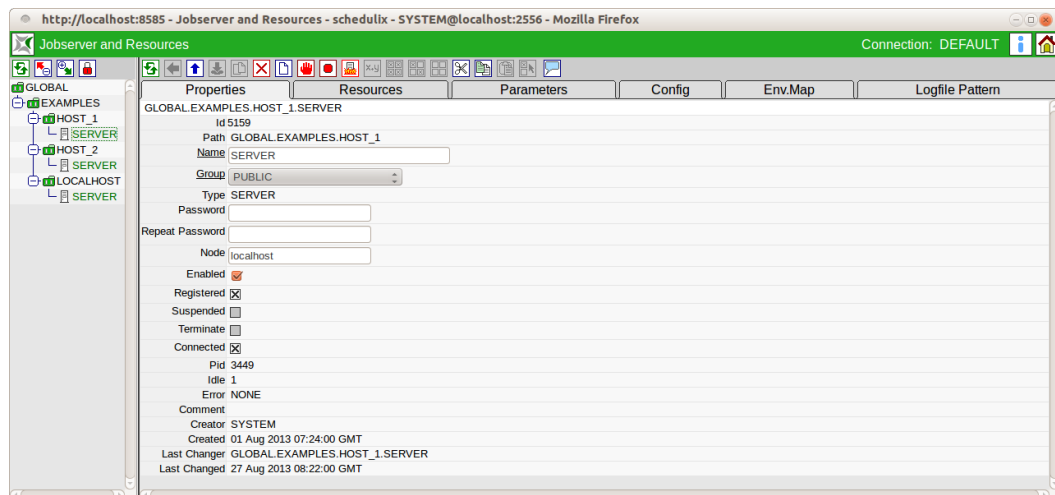 http://localhost:8585 - Jobserver and Resources - schedulix - SYSTEM@localhost:2556 - Mozilla Firefox
Jobserver and Resources
Connection: DEFAULT
GLOBAL
EXAMPLES
HOST_1
SERVER
HOST_2
SERVER
LOCALHOST
SERVER
x,y
Properties Resources Parameters Config Env.Map Logfile Pattern
GLOBAL.EXAMPLES.HOST_1.SERVER
Id 5159
Path GLOBAL.EXAMPLES.HOST_1
Name SERVER
Group PUBLIC
Type SERVER
Password
Repeat Password
Node localhost
Enabled
Registered
Suspended
Terminate
Connected
Pid 3449
Idle 1
Error NONE
Comment
Creator SYSTEM
Created 01 Aug 2013 07:24:00 GMT
Last Changer GLOBAL.EXAMPLES.HOST_1.SERVER
Last Changed 27 Aug 2013 08:22:00 GMT